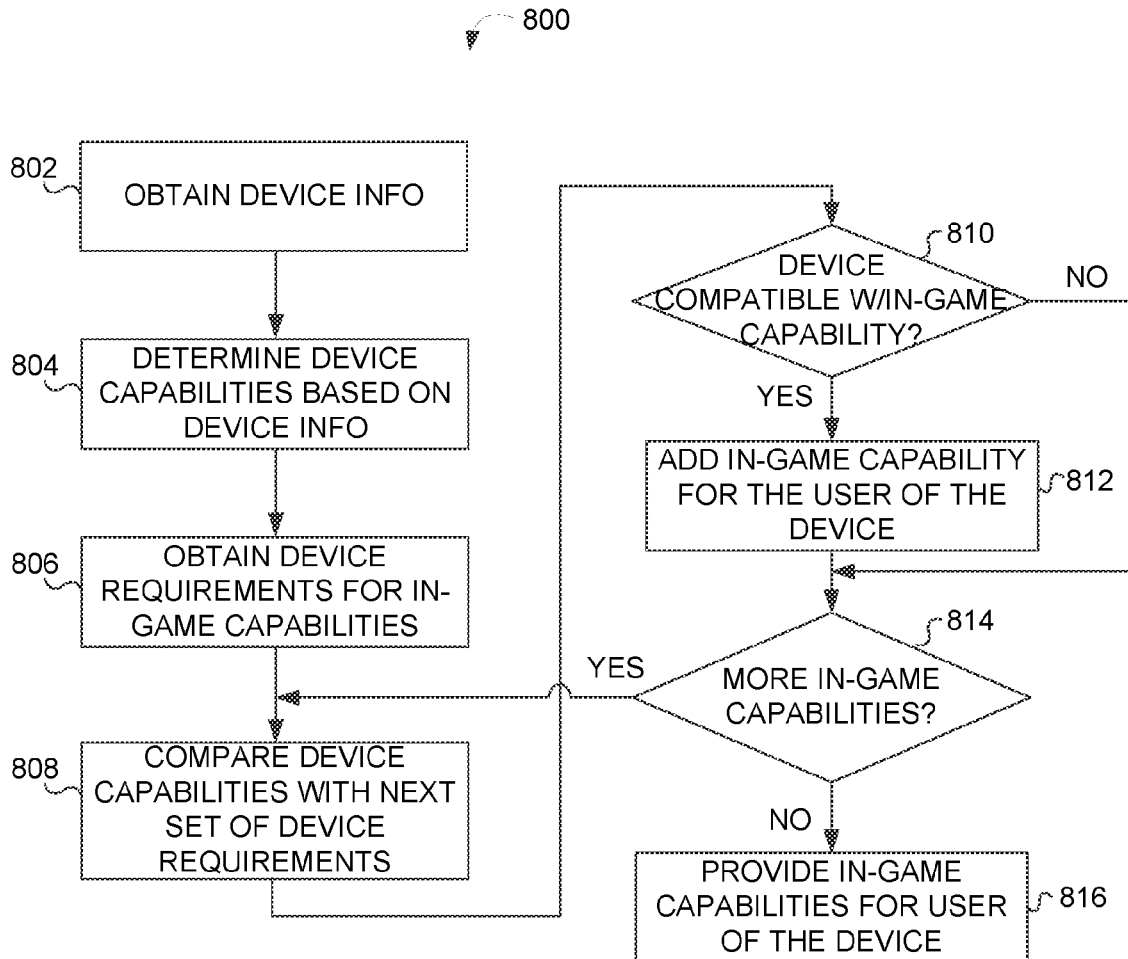 800
802
OBTAIN DEVICE INFO
804
DETERMINE DEVICE
CAPABILITIES BASED ON
DEVICE INFO
806
OBTAIN DEVICE
REQUIREMENTS FOR IN-
GAME CAPABILITIES
808
COMPARE DEVICE
CAPABILITIES WITH NEXT
SET OF DEVICE
REQUIREMENTS
810
DEVICE
COMPATIBLE W/IN-GAME
CAPABILITY?
NO
YES
ADD IN-GAME CAPABILITY
FOR THE USER OF THE
DEVICE
812
814
YES
MORE IN-GAME
CAPABILITIES?
NO
PROVIDE IN-GAME
CAPABILITIES FOR USER
OF THE DEVICE
816